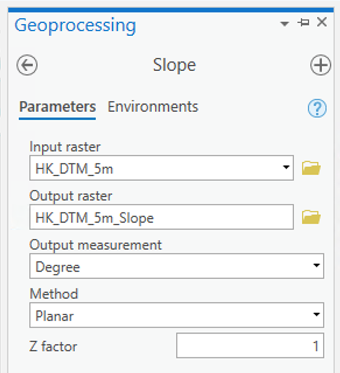 Geoprocessing
Slope
Parameters Environments
?
Input raster
HK_DTM_5m
Output raster
HK_DTM_5m_Slope
Output measurement
Degree
Method
Planar
Z factor 1